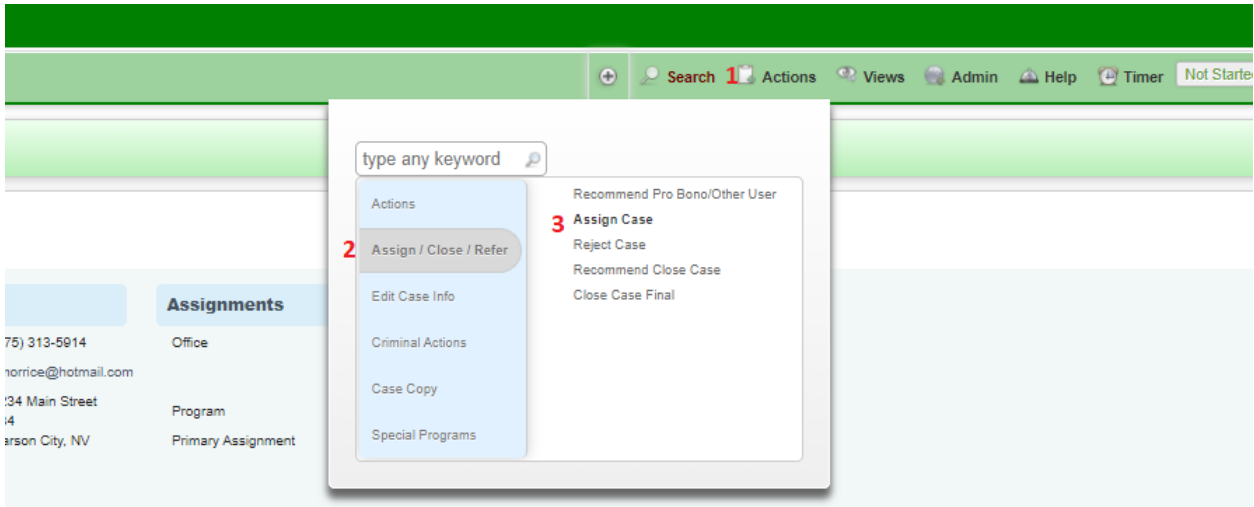 Search 1 Actions Views Admin Help Timer Not Started
type any keyword
Actions
2 Assign / Close / Refer
Edit Case Info
Criminal Actions
Case Copy
Special Programs
Recommend Pro Bono/Other User
3 Assign Case
Reject Case
Recommend Close Case
Close Case Final
75) 313-5914
norrice@hotmail.com
234 Main Street
34
arson City, NV
Assignments
Office
Program
Primary Assignment